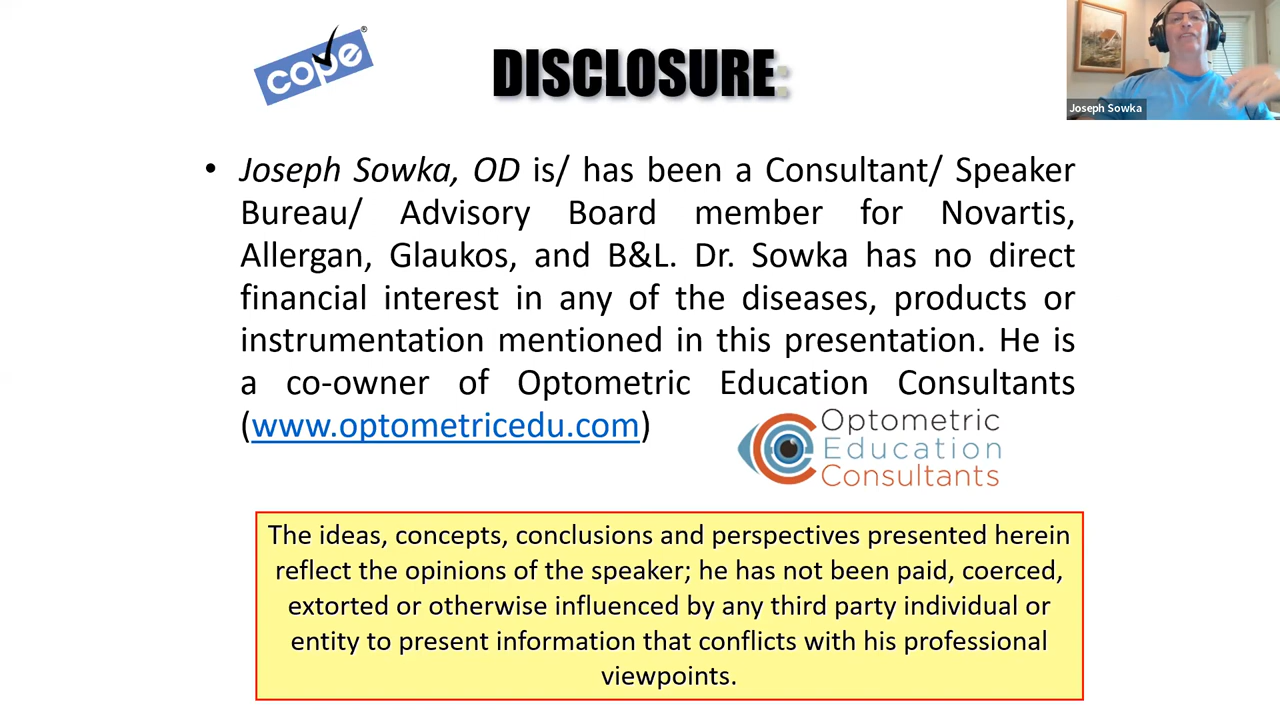 cope®
DISCLOSURE:
Joseph Sowka
• Joseph Sowka, OD is/ has been a Consultant/ Speaker
Bureau/ Advisory Board member for Novartis,
Allergan, Glaukos, and B&L. Dr. Sowka has no direct
financial interest in any of the diseases, products or
instrumentation mentioned in this presentation. He is
a co-owner of Optometric Education Consultants
(www.optometricedu.com)
Optometric
Education
Consultants
The ideas, concepts, conclusions and perspectives presented herein
reflect the opinions of the speaker; he has not been paid, coerced,
extorted or otherwise influenced by any third party individual or
entity to present information that conflicts with his professional
viewpoints.